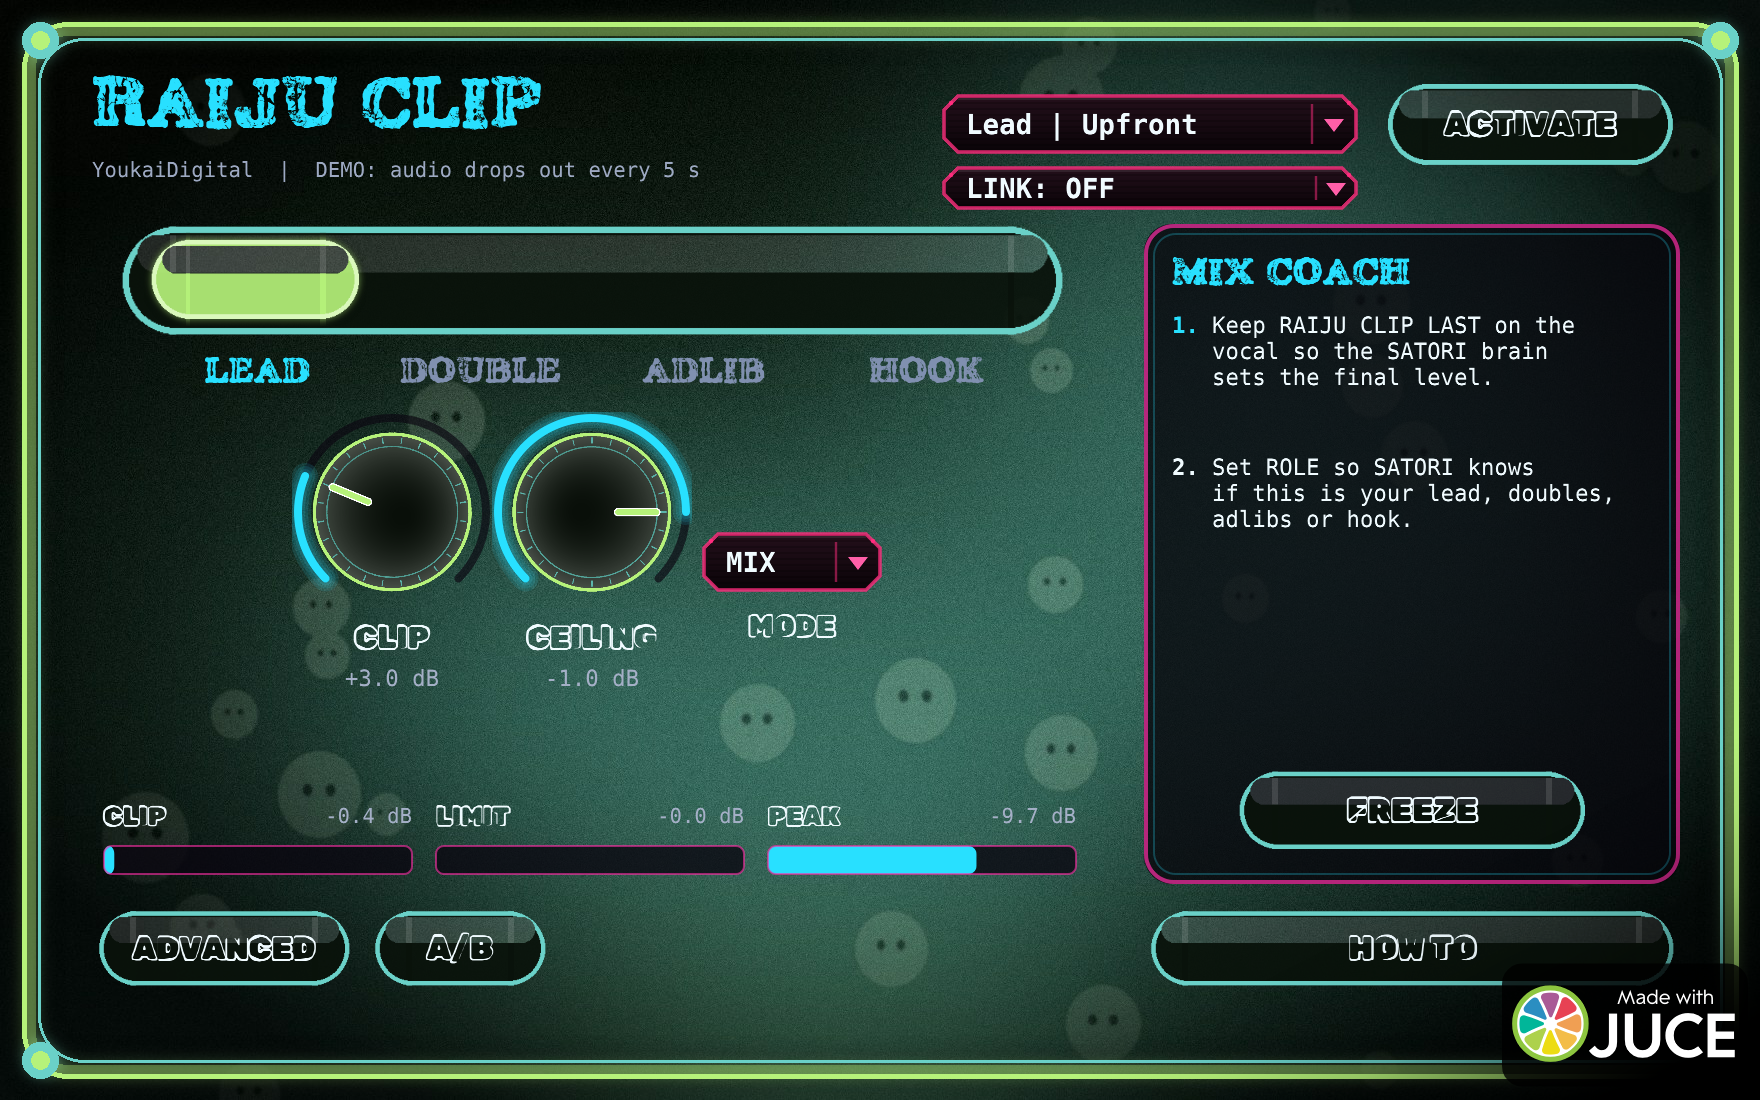 RAIJU CLIP
YoukaiDigital | DEMO: audio drops out every 5 s
Lead | Upfront
LINK: OFF
ACTIVATE
LEAD DOUBLE ADLIB HOOK
CLIP
+3.0 dB
CEILING
-1.0 dB
MIX
MODE
MIX COACH
1. Keep RAIJU CLIP LAST on the
vocal so the SATORI brain
sets the final level.
2. Set ROLE so SATORI knows
if this is your lead, doubles,
adlibs or hook.
FREEZE
CLIP -0.4 dB LIMIT -0.0 dB PEAK -9.7 dB
ADVANCED A/B
HOW TO
Made with
JUCE